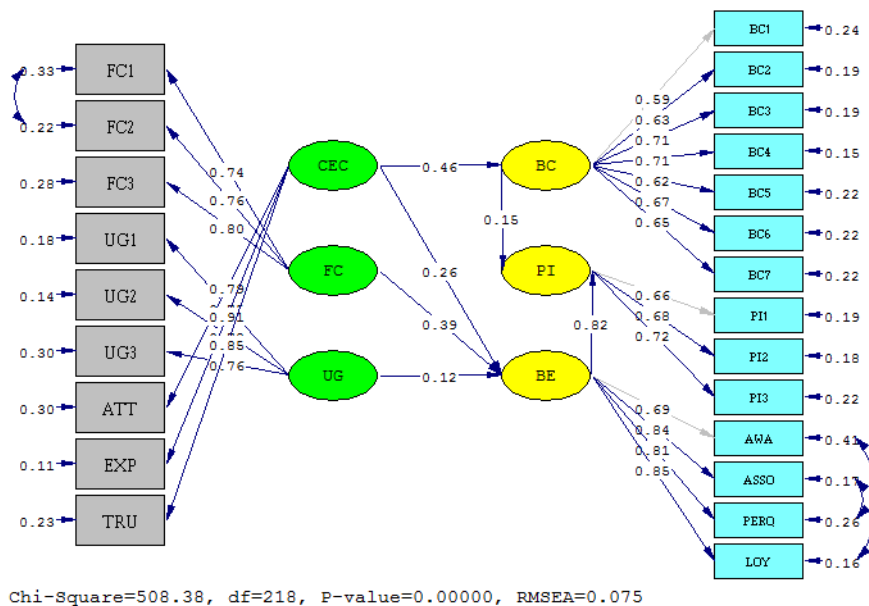 0.33 FC1
0.22 FC2
0.28 FC3
0.18 UG1
0.14 UG2
0.30 UG3
0.30 ATT
0.11 EXP
0.23 TRU
0.74
0.76
0.80
0.91
0.85
0.76
CEC
FC
UG
0.46
0.26
0.39
0.12
BC
0.15
PI
0.82
BE
0.59
0.63
0.71
0.71
0.62
0.67
0.65
0.66
0.68
0.72
0.69
0.84
0.81
0.85
BC1 0.24
BC2 0.19
BC3 0.19
BC4 0.15
BC5 0.22
BC6 0.22
BC7 0.22
PI1 0.19
PI2 0.18
PI3 0.22
AWA 0.41
ASSO 0.17
PERQ 0.26
LOY 0.16
Chi-Square=508.38, df=218, P-value=0.00000, RMSEA=0.075